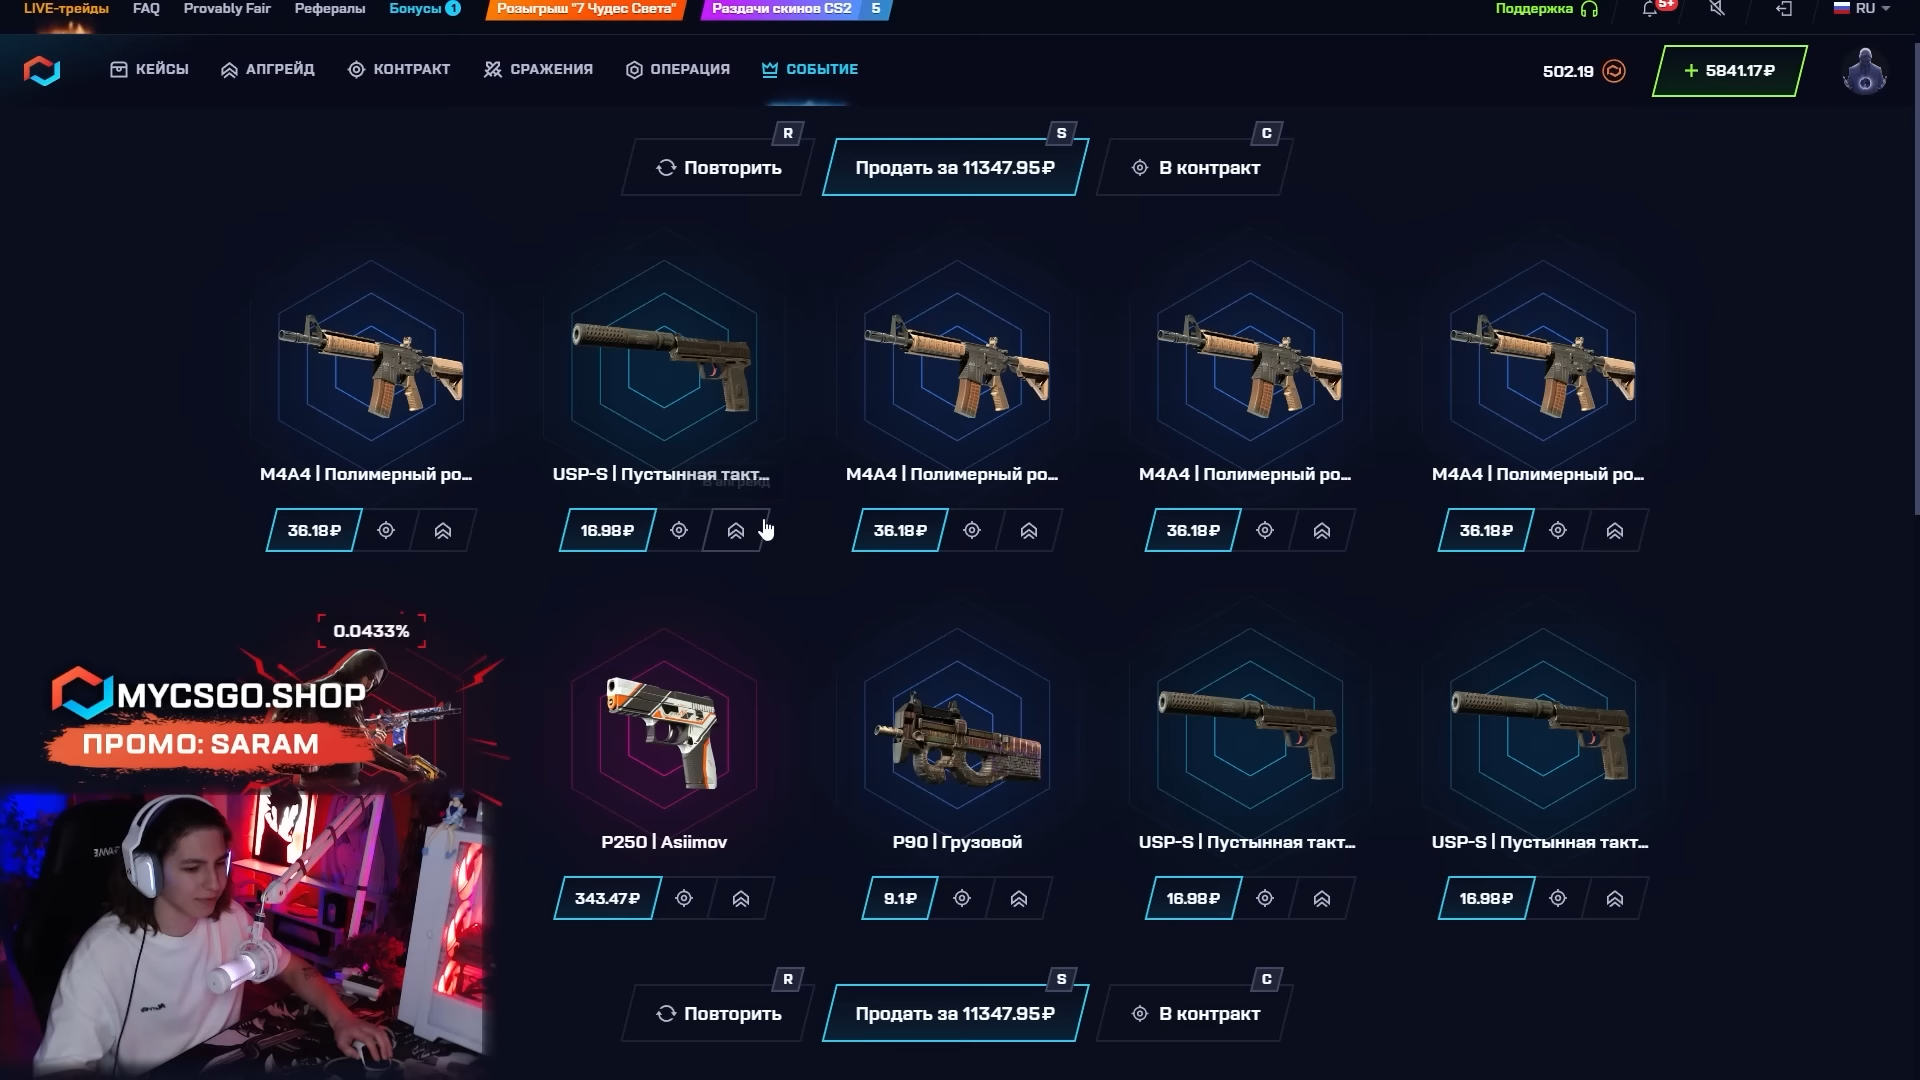 LIVE-трейды FAQ Provably Fair Рефералы Бонусы 1 Розыгрыш "7 Чудес Света" Раздачи скинов CS2 5 Поддержка 5+ RU
КЕЙСЫ АПГРЕЙД КОНТРАКТ СРАЖЕНИЯ ОПЕРАЦИЯ СОБЫТИЕ 502.19 + 5841.17₽
R S C
Повторить Продать за 11347.95₽ В контракт
M4A4 | Полимерный ро... USP-S | Пустынная такт... M4A4 | Полимерный ро... M4A4 | Полимерный ро... M4A4 | Полимерный ро...
В апгрейд
36.18₽ 16.98₽ 36.18₽ 36.18₽ 36.18₽
0.0433%
MYCSGO.SHOP
ПРОМО: SARAM
P250 | Asiimov P90 | Грузовой USP-S | Пустынная такт... USP-S | Пустынная такт...
343.47₽ 9.1₽ 16.98₽ 16.98₽
R S C
Повторить Продать за 11347.95₽ В контракт